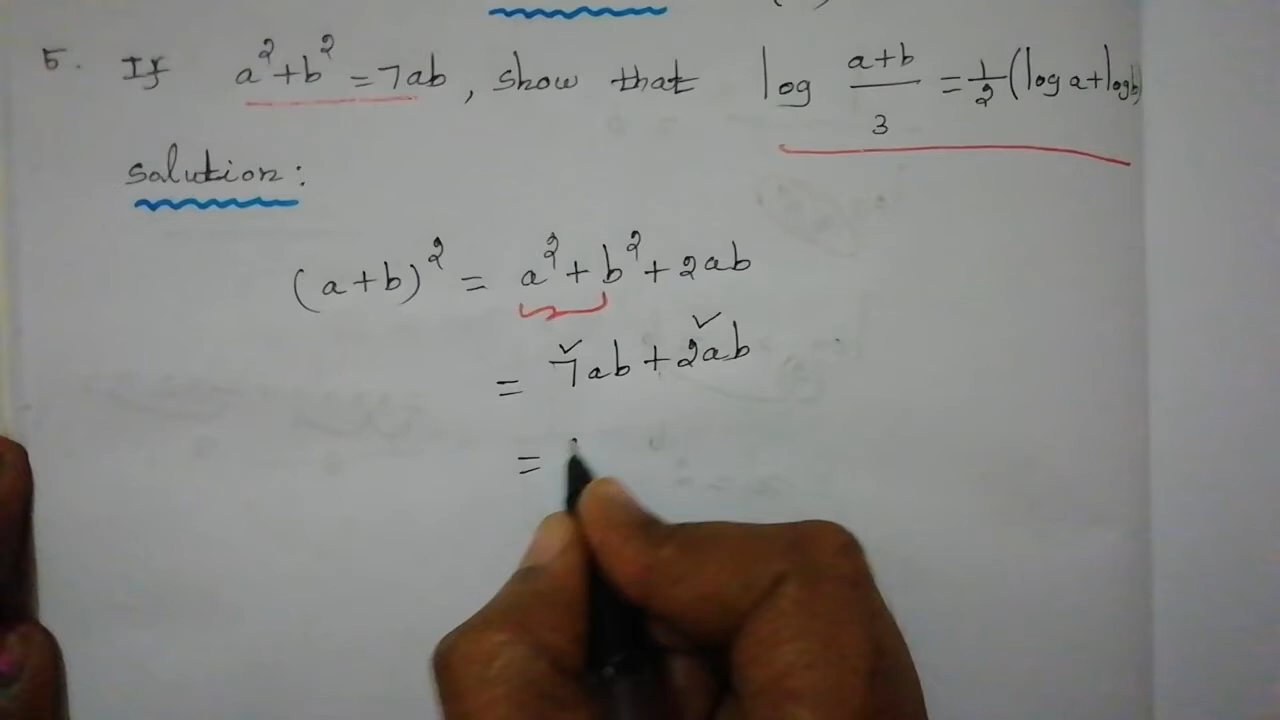 5. If a²+b² = 7ab, show that log (a+b)/3 = 1/2 (log a + log b)
Solution:
(a+b)² = a² + b² + 2ab
= 7ab + 2ab
=